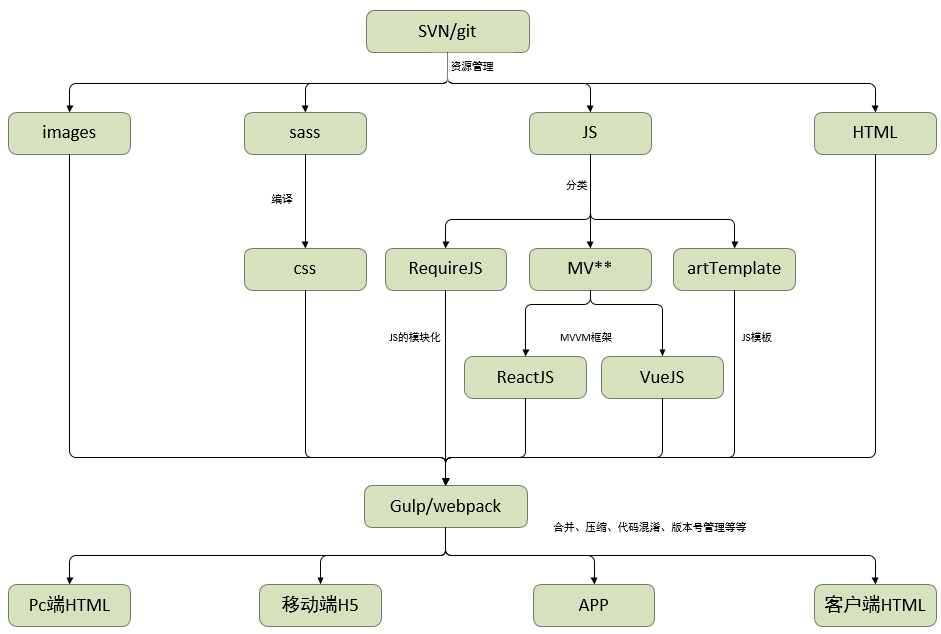 SVN/git
资源管理
images
sass
JS
HTML
分类
编译
css
RequireJS
MV**
artTemplate
JS的模块化
MVVM框架
JS模板
ReactJS
VueJS
Gulp/webpack
合并、压缩、代码混淆、版本号管理等等
Pc端HTML
移动端H5
APP
客户端HTML